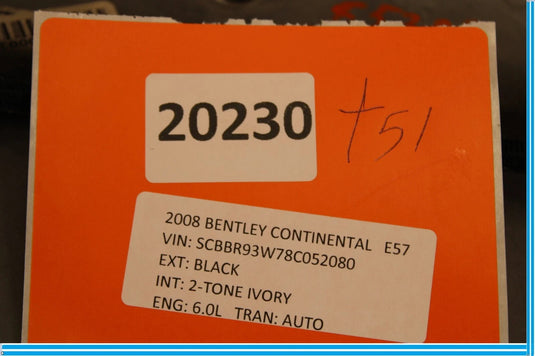 20230
t51
2008 BENTLEY CONTINENTAL E57
VIN: SCBBR93W78C052080
EXT: BLACK
INT: 2-TONE IVORY
ENG: 6.0L TRAN: AUTO